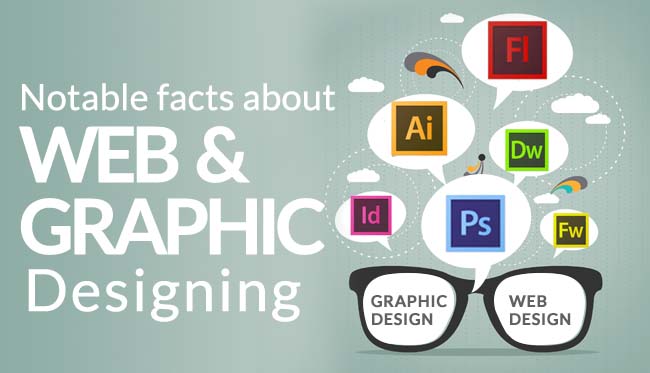 Notable facts about
WEB &
GRAPHIC
Designing
Fl
Ai
Dw
Id
Ps
Fw
GRAPHIC
DESIGN
WEB
DESIGN